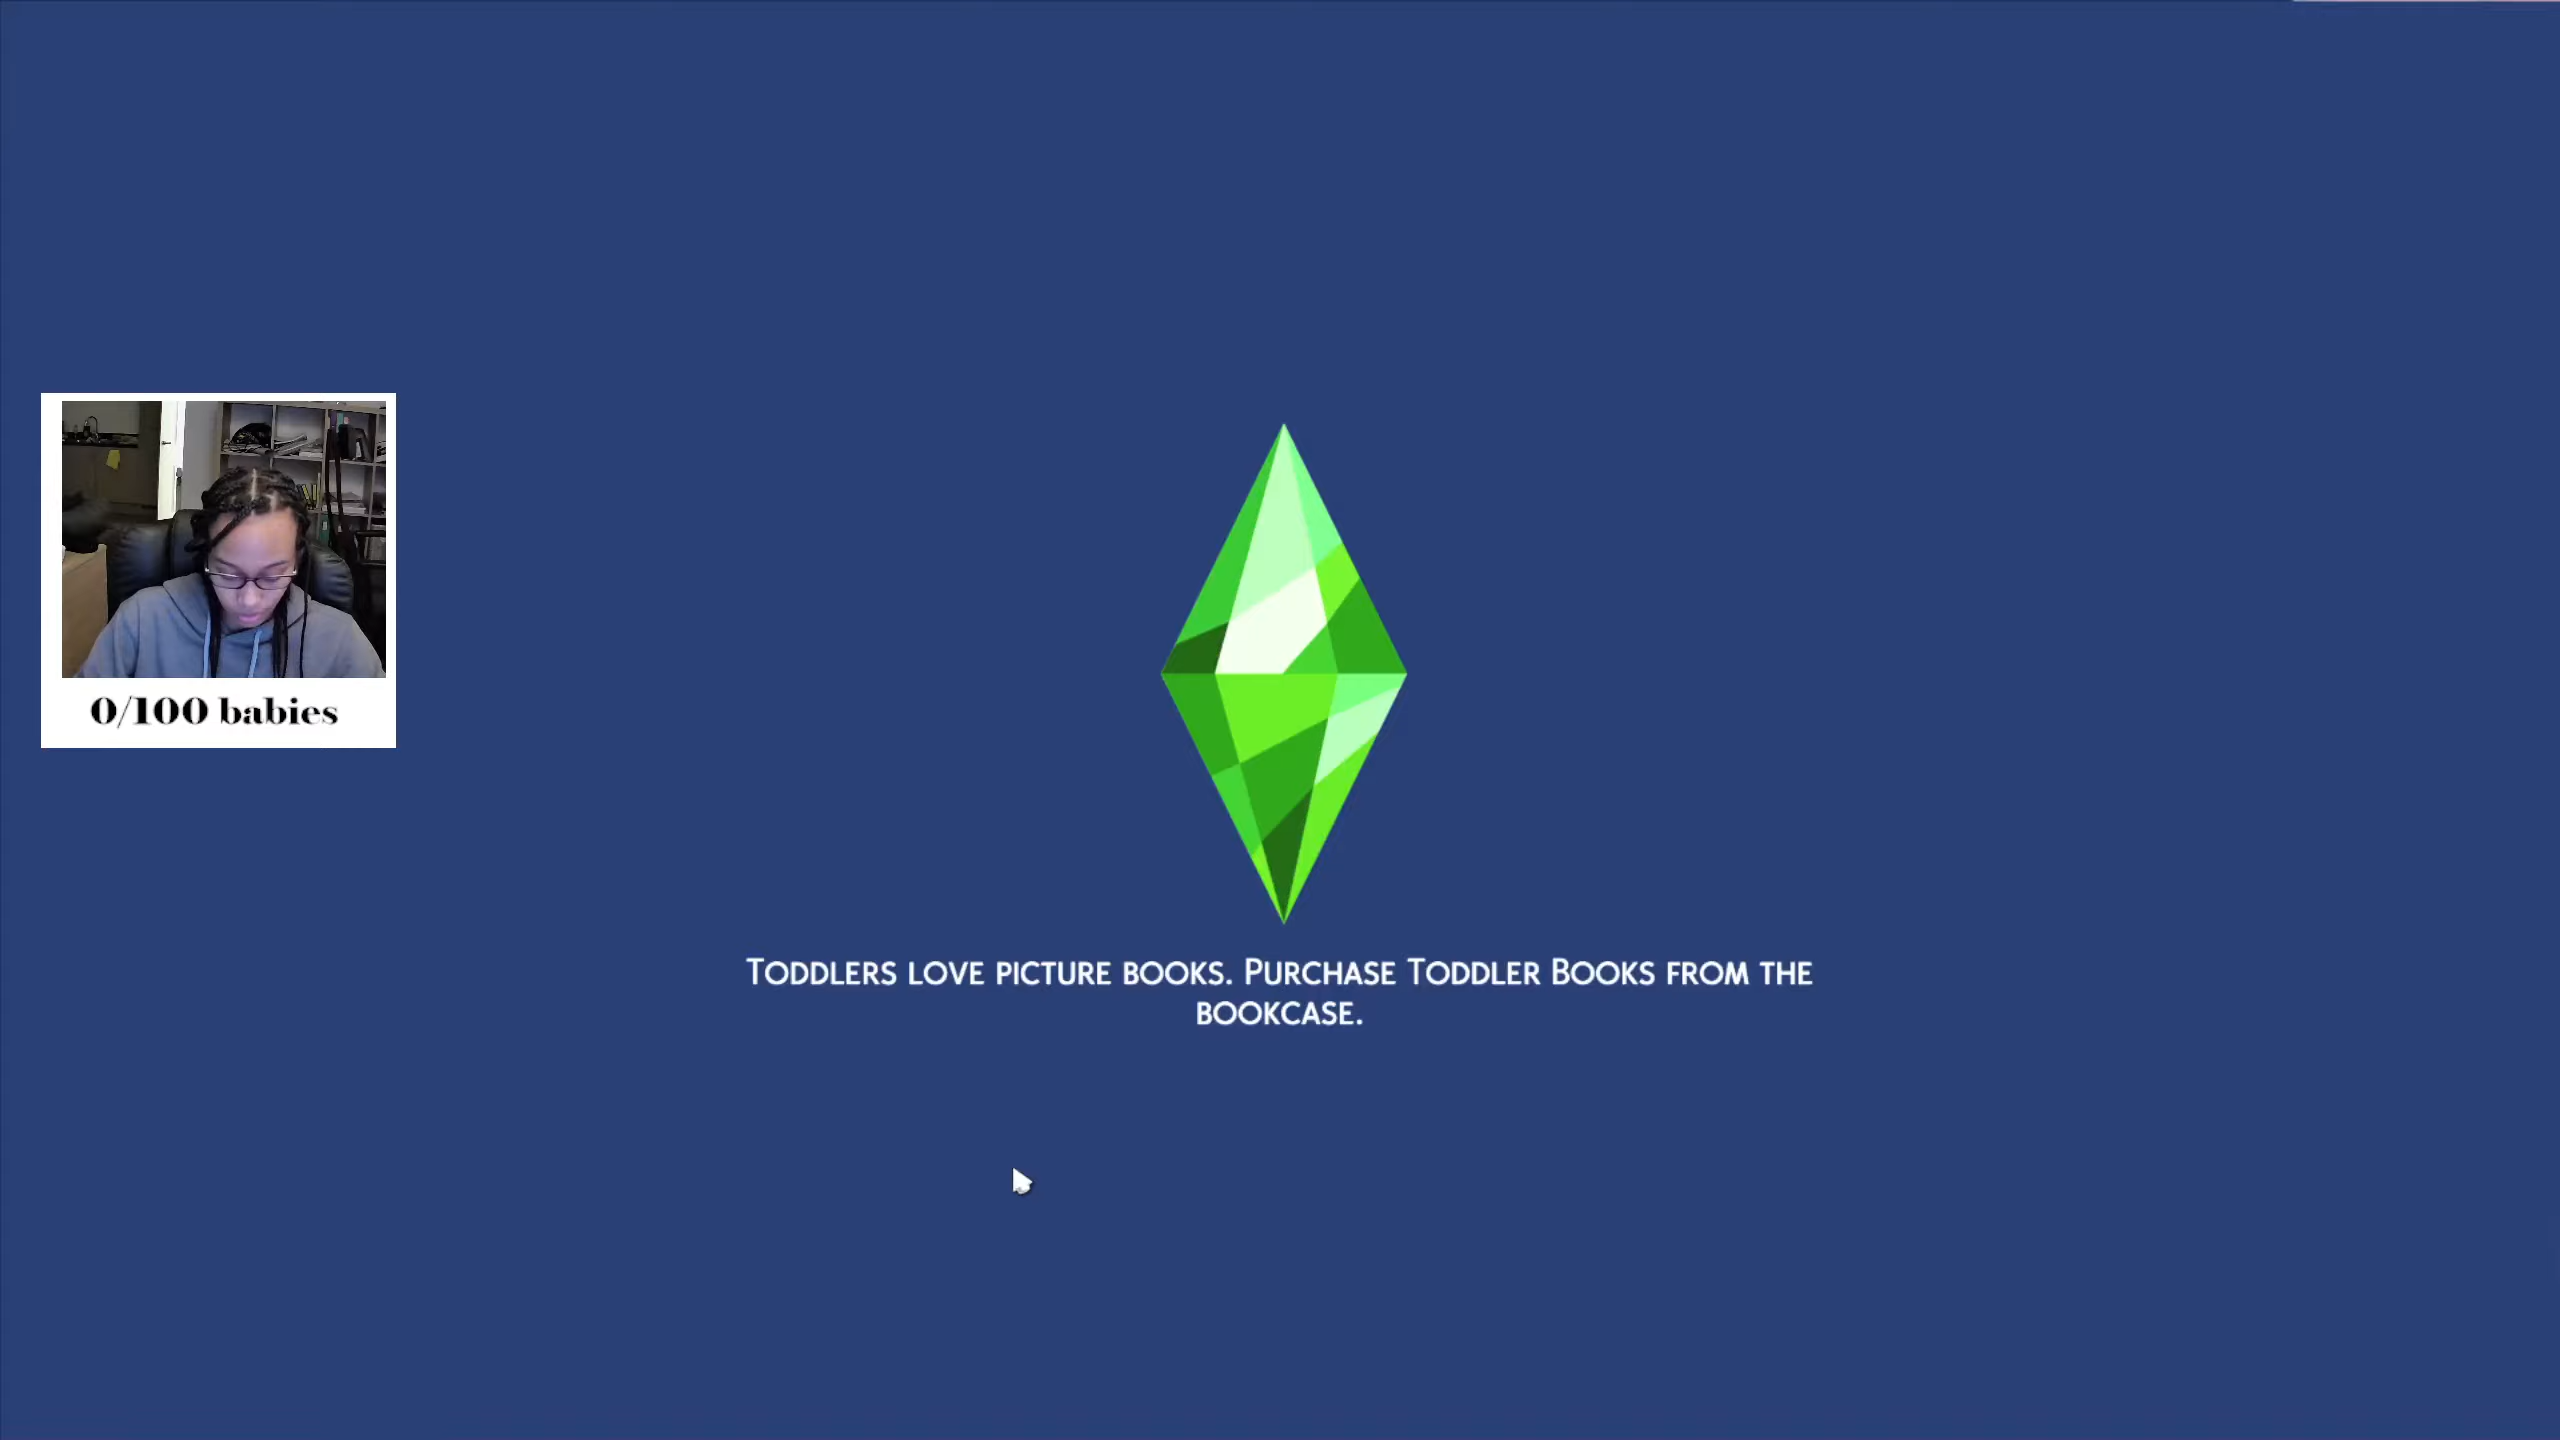 0/100 babies
Toddlers love picture books. Purchase Toddler Books from the
bookcase.